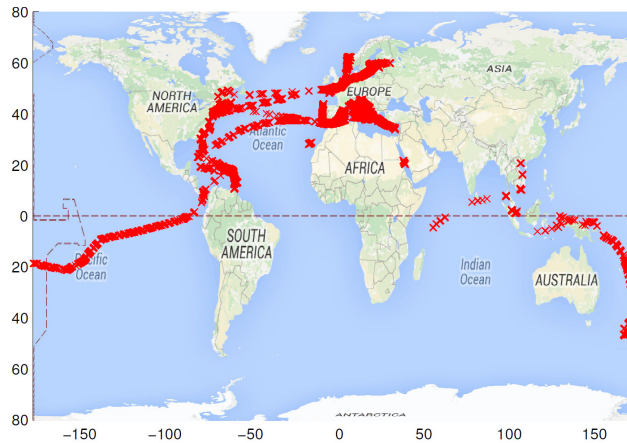 80
60
40
20
0
20
40
60
80
NORTH
AMERICA
EUROPE
ASIA
Atlantic
Ocean
AFRICA
SOUTH
AMERICA
Pacific
Ocean
Indian
Ocean
AUSTRALIA
ANTARCTICA
−150
−100
−50
0
50
100
150